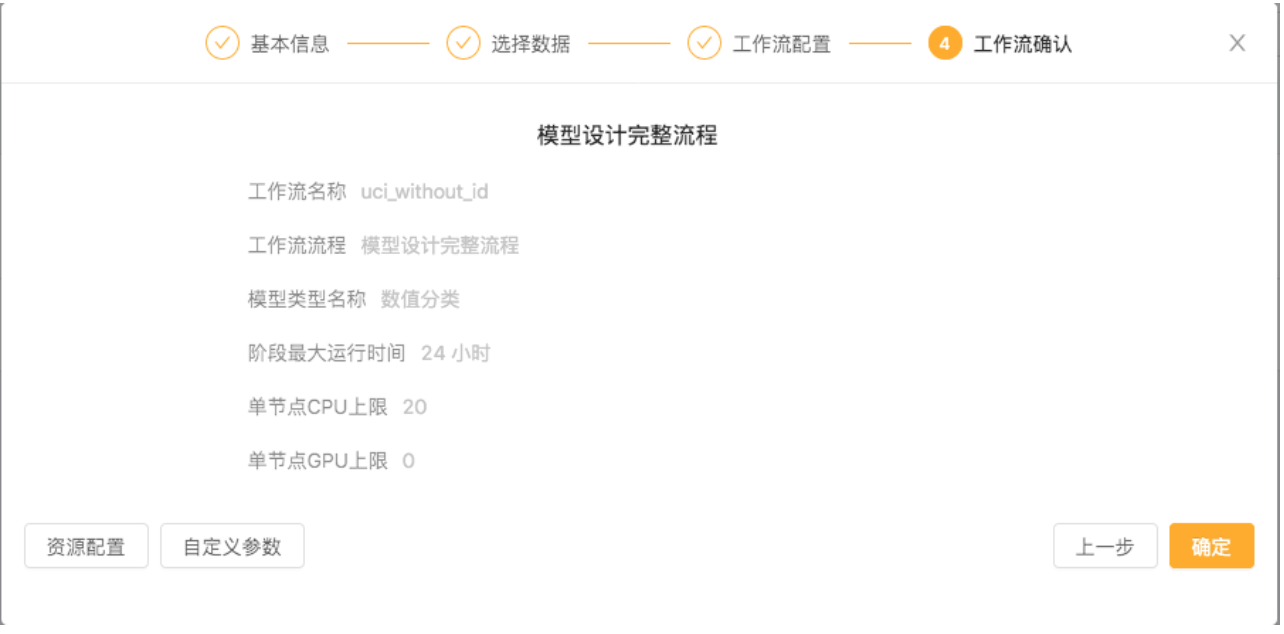 基本信息 选择数据 工作流配置 4 工作流确认
模型设计完整流程
工作流名称 uci_without_id
工作流流程 模型设计完整流程
模型类型名称 数值分类
阶段最大运行时间 24 小时
单节点CPU上限 20
单节点GPU上限 0
资源配置 自定义参数 上一步 确定